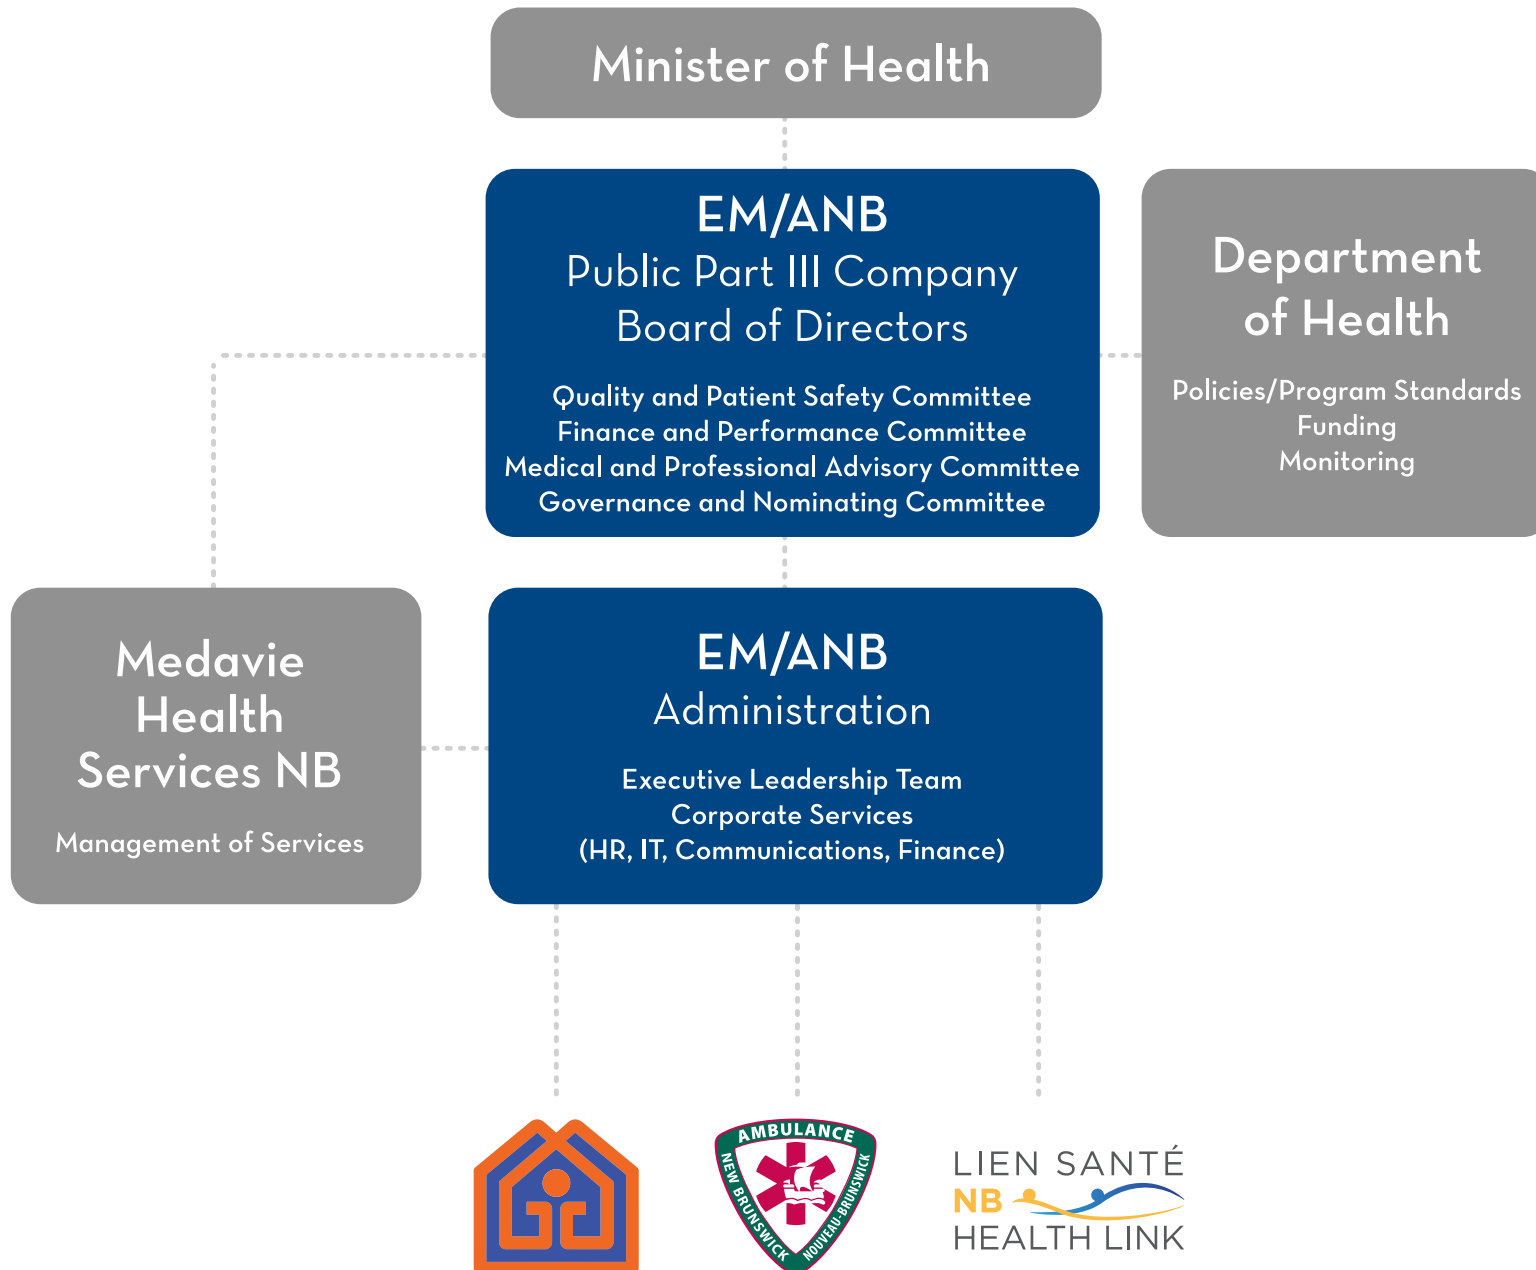 Minister of Health
EM/ANB
Public Part III Company
Board of Directors
Quality and Patient Safety Committee
Finance and Performance Committee
Medical and Professional Advisory Committee
Governance and Nominating Committee
Department
of Health
Policies/Program Standards
Funding
Monitoring
Medavie
Health
Services NB
Management of Services
EM/ANB
Administration
Executive Leadership Team
Corporate Services
(HR, IT, Communications, Finance)
AMBULANCE
NEW BRUNSWICK
NOUVEAU-BRUNSWICK
LIEN SANTÉ
NB
HEALTH LINK